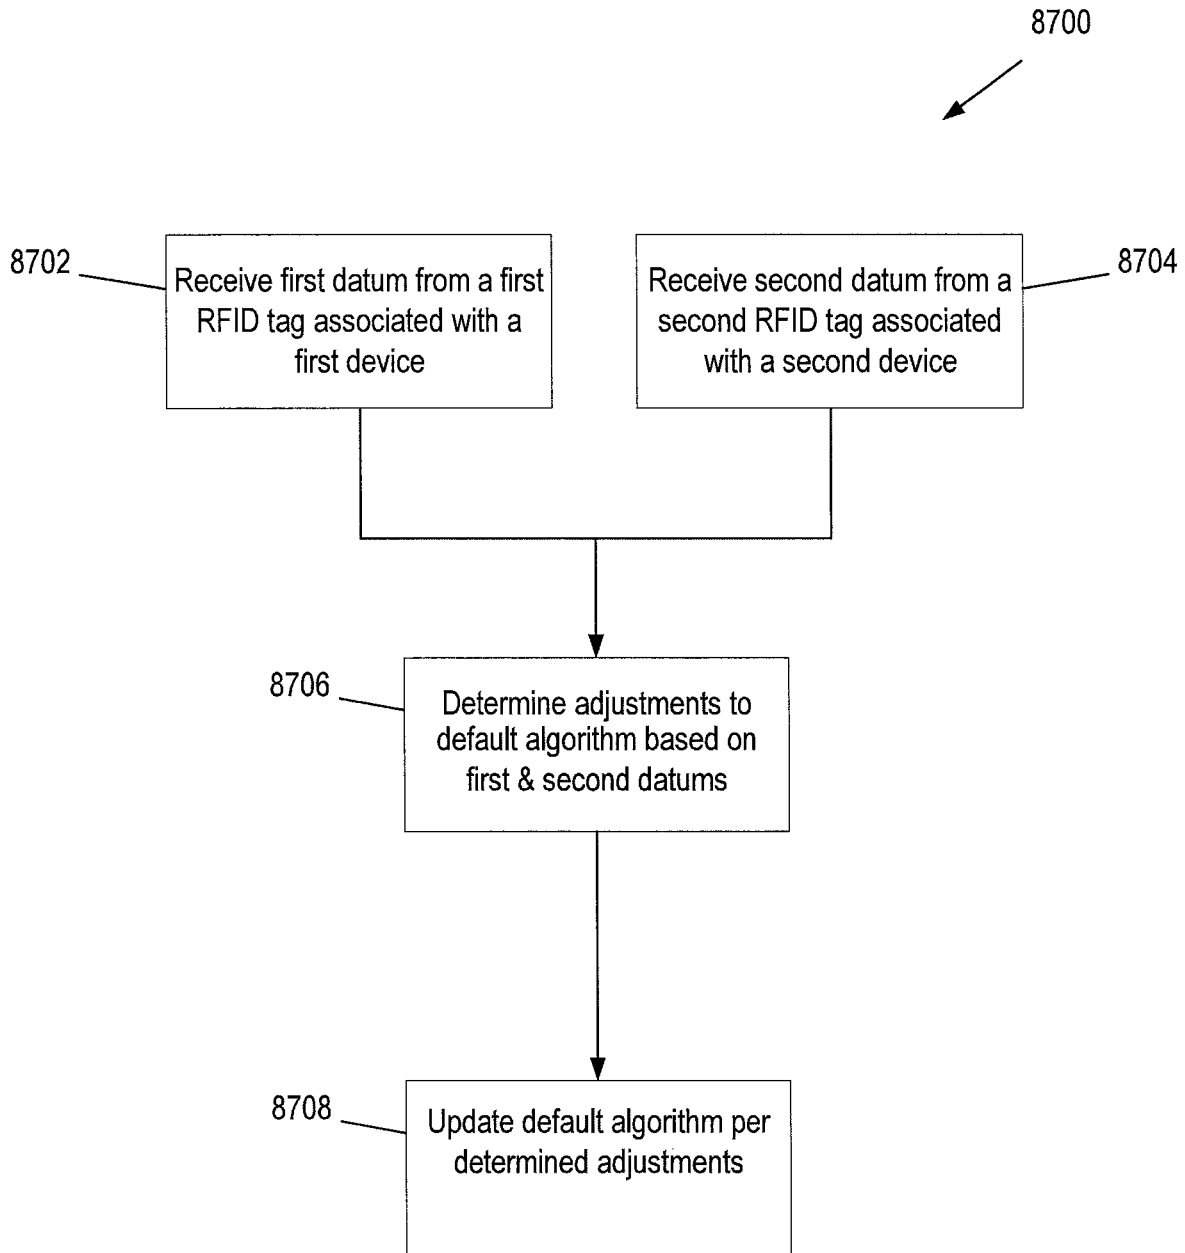 8700
8702
Receive first datum from a first
RFID tag associated with a
first device
Receive second datum from a
second RFID tag associated
with a second device
8704
8706
Determine adjustments to
default algorithm based on
first & second datums
8708
Update default algorithm per
determined adjustments